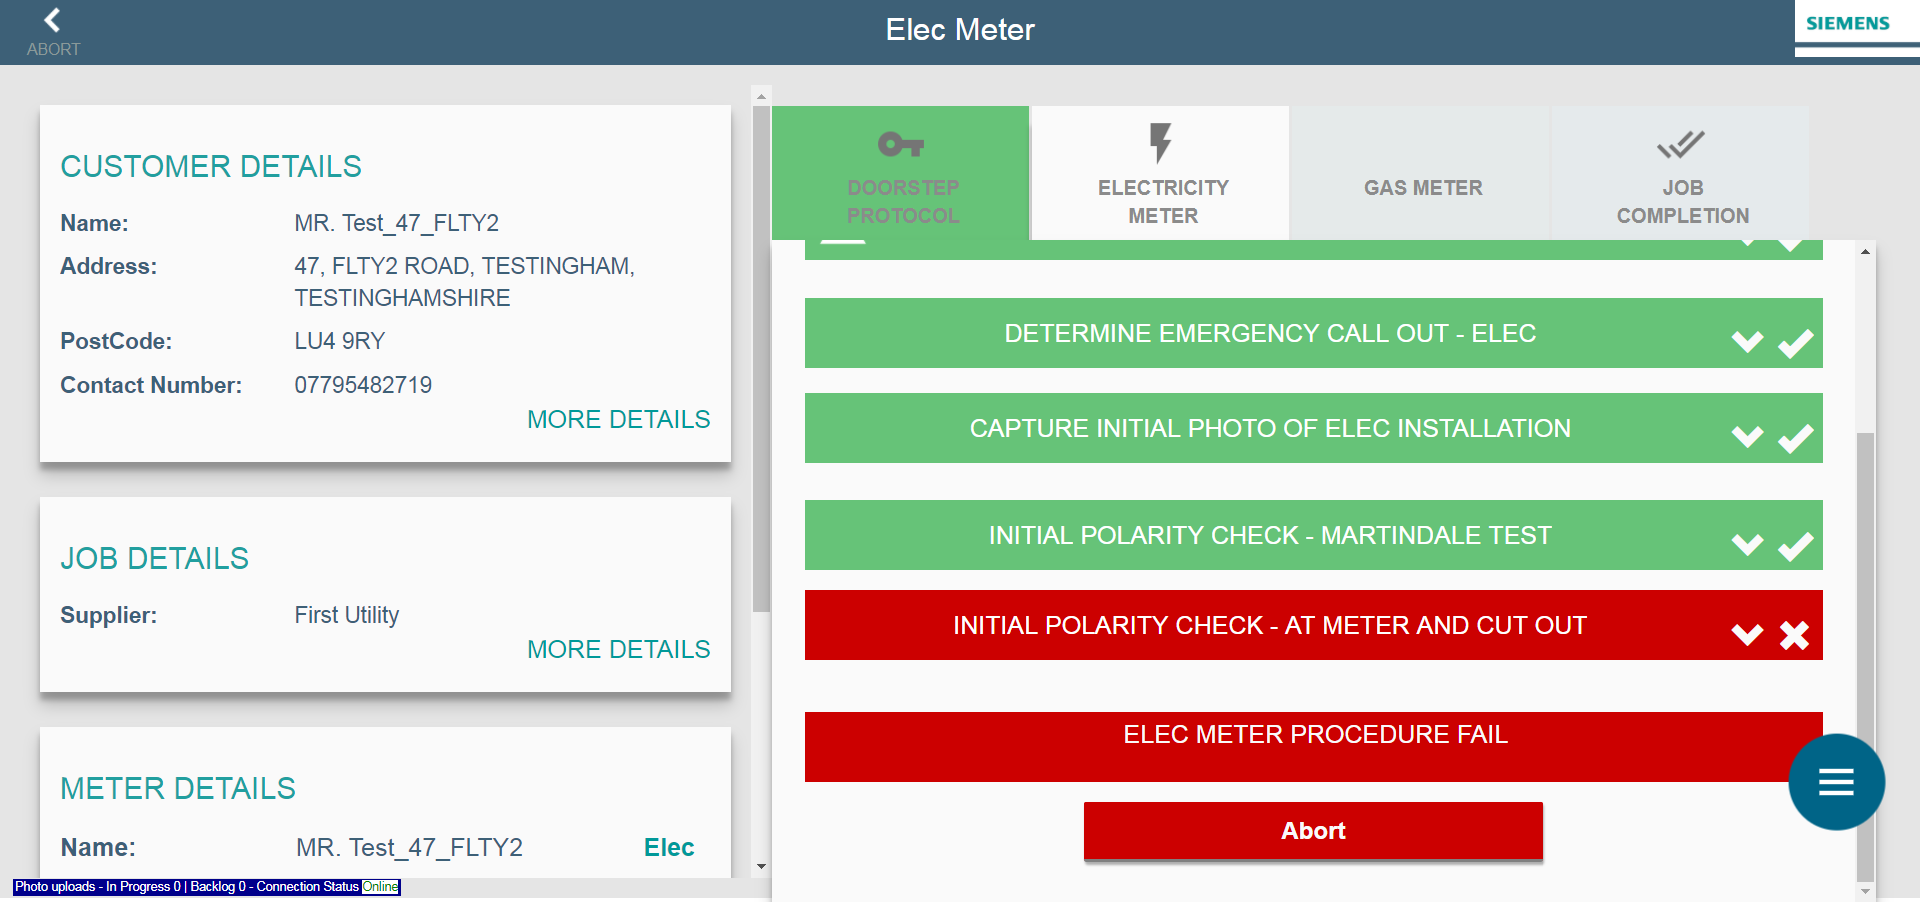 ABORT
Elec Meter
SIEMENS
CUSTOMER DETAILS
Name: MR. Test_47_FLTY2
Address: 47, FLTY2 ROAD, TESTINGHAM,
TESTINGHAMSHIRE
PostCode: LU4 9RY
Contact Number: 07795482719
MORE DETAILS
JOB DETAILS
Supplier: First Utility
MORE DETAILS
METER DETAILS
Name: MR. Test_47_FLTY2 Elec
Photo uploads - In Progress 0 | Backlog 0 - Connection Status Online
DOORSTEP
PROTOCOL
ELECTRICITY
METER
GAS METER
JOB
COMPLETION
DETERMINE EMERGENCY CALL OUT - ELEC
CAPTURE INITIAL PHOTO OF ELEC INSTALLATION
INITIAL POLARITY CHECK - MARTINDALE TEST
INITIAL POLARITY CHECK - AT METER AND CUT OUT
ELEC METER PROCEDURE FAIL
Abort